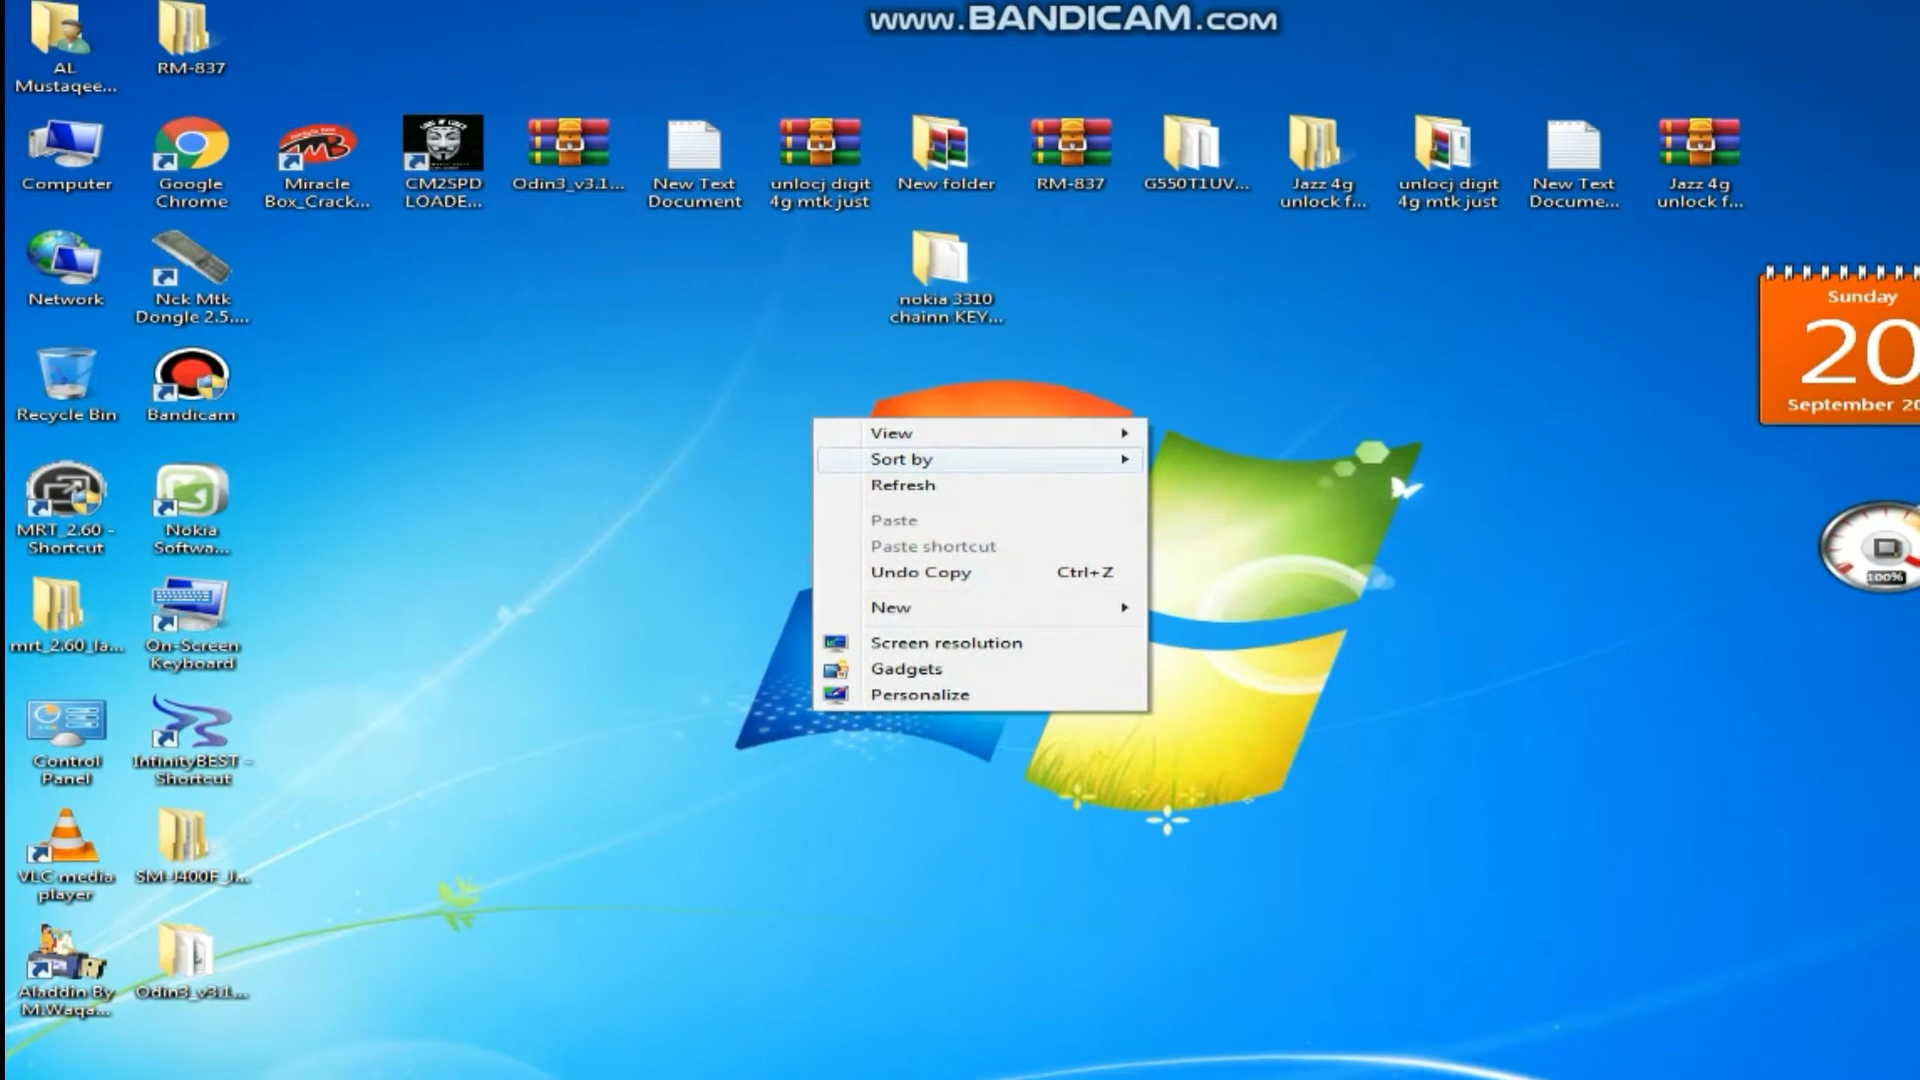 www.BANDICAM.COM
AL
Mustaqee...
RM-837
Computer
Google
Chrome
Miracle
Box_Crack...
CM2SPD
LOADE...
Odin3_v3.1...
New Text
Document
unlocj digit
4g mtk just
New folder
RM-837
G550T1UV...
Jazz 4g
unlock f...
unlocj digit
4g mtk just
New Text
Docume...
Jazz 4g
unlock f...
Network
Nck Mtk
Dongle 2.5....
nokia 3310
chainn KEY...
Sunday
20
September 20
Recycle Bin
Bandicam
View
Sort by
Refresh
Paste
Paste shortcut
Undo Copy Ctrl+Z
New
Screen resolution
Gadgets
Personalize
MRT_2.60 -
Shortcut
Nokia
Softwa...
100%
mrt_2.60_la...
On-Screen
Keyboard
Control
Panel
InfinityBEST -
Shortcut
VLC media
player
SM-J400F_J...
Aladdin By
M.Waqa...
Odin3_v3.1...